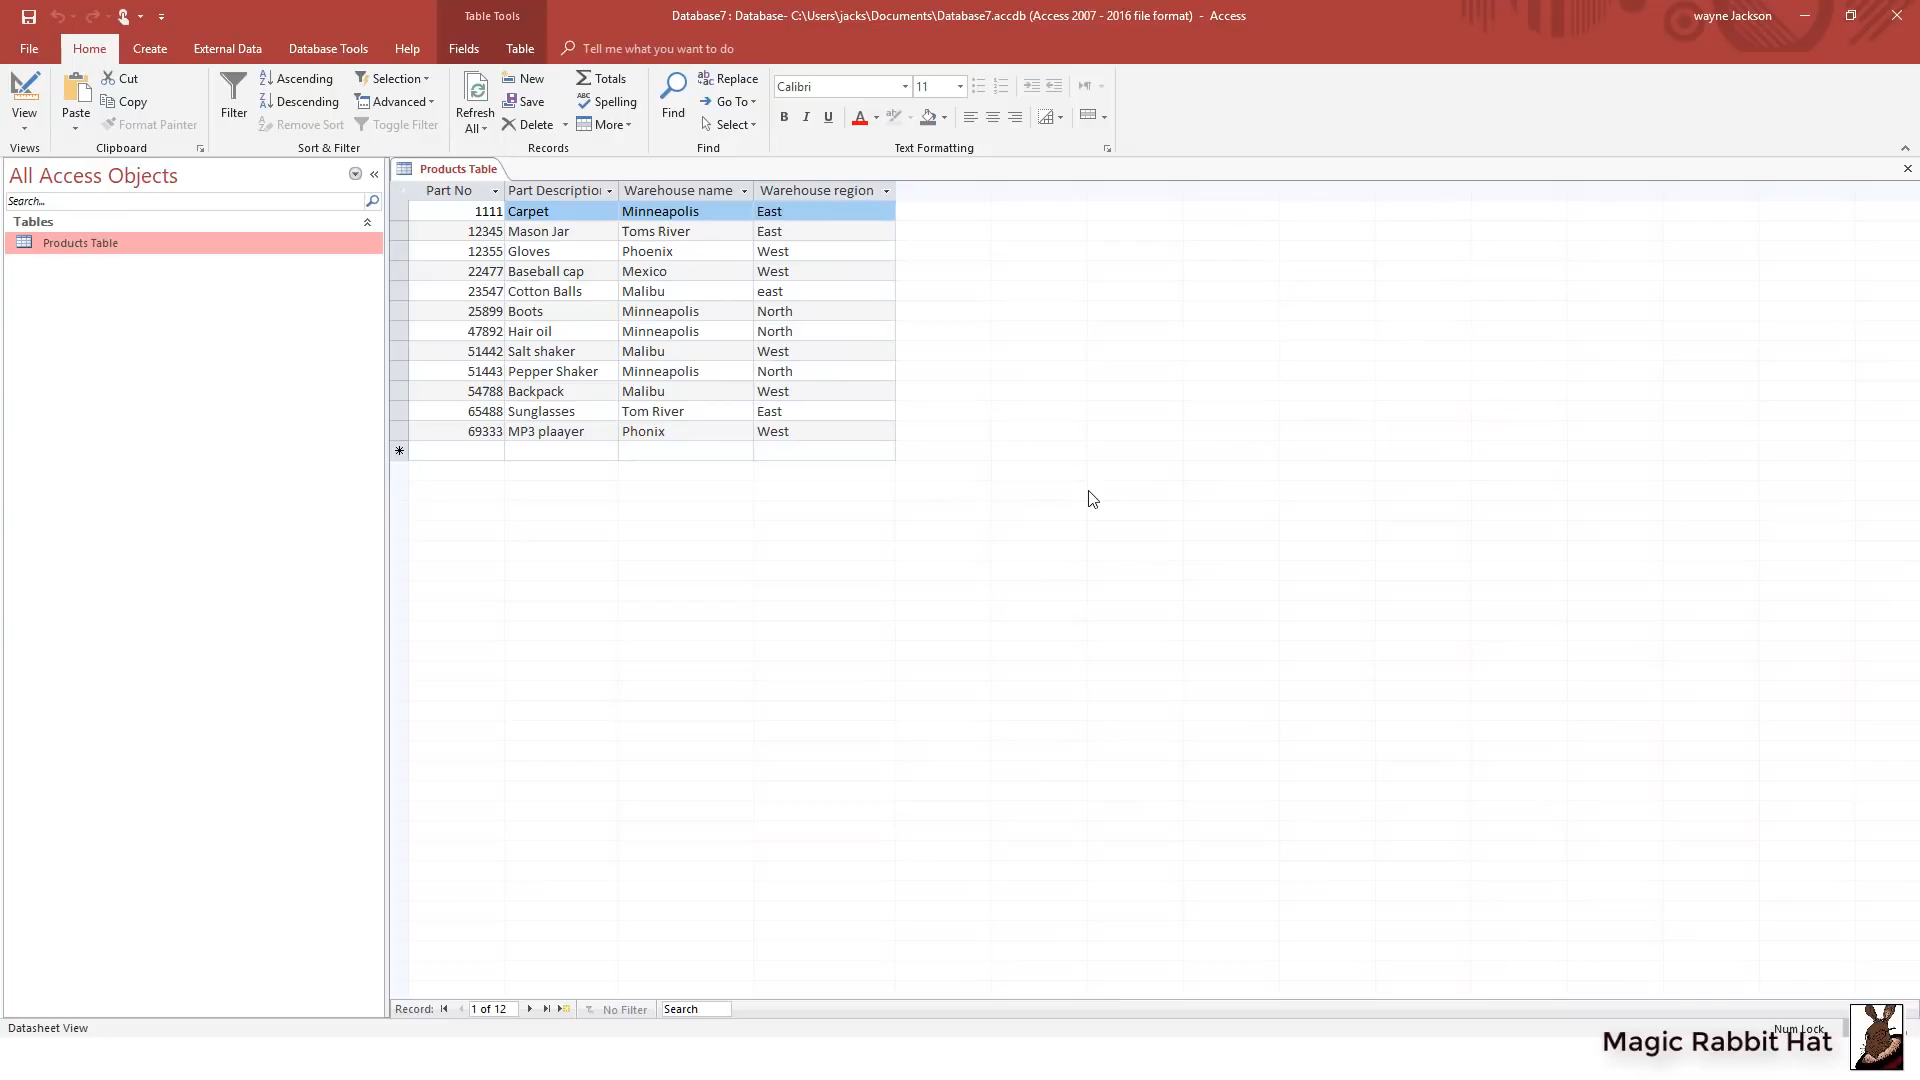 Table Tools
Database7 : Database- C:\Users\jacks\Documents\Database7.accdb (Access 2007 - 2016 file format) - Access
wayne Jackson
File Home Create External Data Database Tools Help Fields Table Tell me what you want to do
View
Views
Paste
Cut
Copy
Format Painter
Clipboard
Filter
Ascending
Descending
Remove Sort
Selection
Advanced
Toggle Filter
Sort & Filter
Refresh
All
New
Save
Delete
Totals
Spelling
More
Records
Find
Replace
Go To
Select
Find
Calibri 11
B I U A
Text Formatting
All Access Objects
Search...
Tables
Products Table
Products Table
Part No Part Descriptioı Warehouse name Warehouse region
1111 Carpet Minneapolis East
12345 Mason Jar Toms River East
12355 Gloves Phoenix West
22477 Baseball cap Mexico West
23547 Cotton Balls Malibu east
25899 Boots Minneapolis North
47892 Hair oil Minneapolis North
51442 Salt shaker Malibu West
51443 Pepper Shaker Minneapolis North
54788 Backpack Malibu West
65488 Sunglasses Tom River East
69333 MP3 plaayer Phonix West
Record: 1 of 12 No Filter Search
Datasheet View
Num Lock
Magic Rabbit Hat